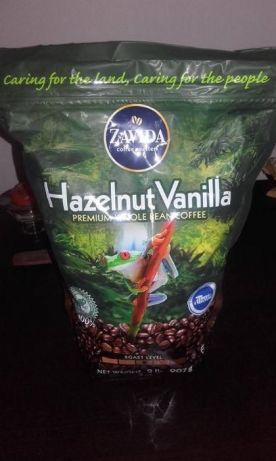 Caring for the land, Caring for the people
ZAVIDA
coffee roasters
Hazelnut Vanilla
PREMIUM WHOLE BEAN COFFEE
100%
ROAST LEVEL
NET WEIGHT 2 lb. 907g